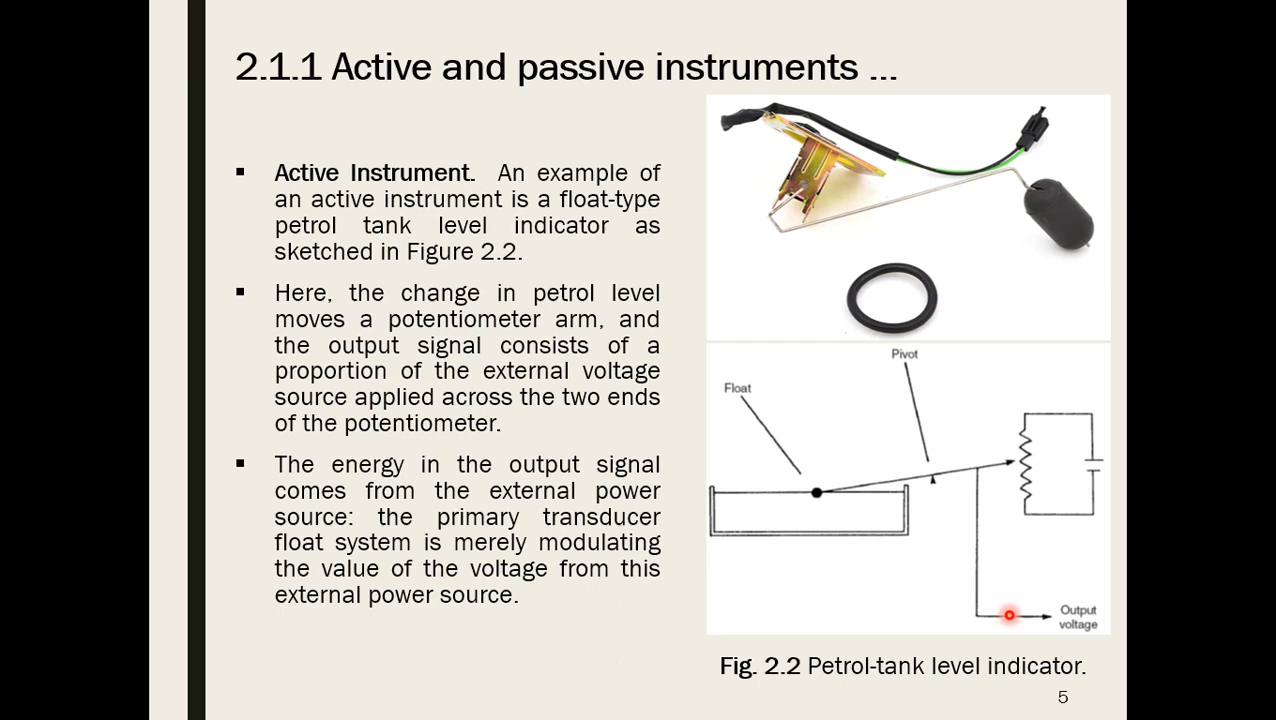 2.1.1 Active and passive instruments ...
▪ Active Instrument. An example of
an active instrument is a float-type
petrol tank level indicator as
sketched in Figure 2.2.
▪ Here, the change in petrol level
moves a potentiometer arm, and
the output signal consists of a
proportion of the external voltage
source applied across the two ends
of the potentiometer.
▪ The energy in the output signal
comes from the external power
source: the primary transducer
float system is merely modulating
the value of the voltage from this
external power source.
Pivot
Float
Output
voltage
Fig. 2.2 Petrol-tank level indicator.
5